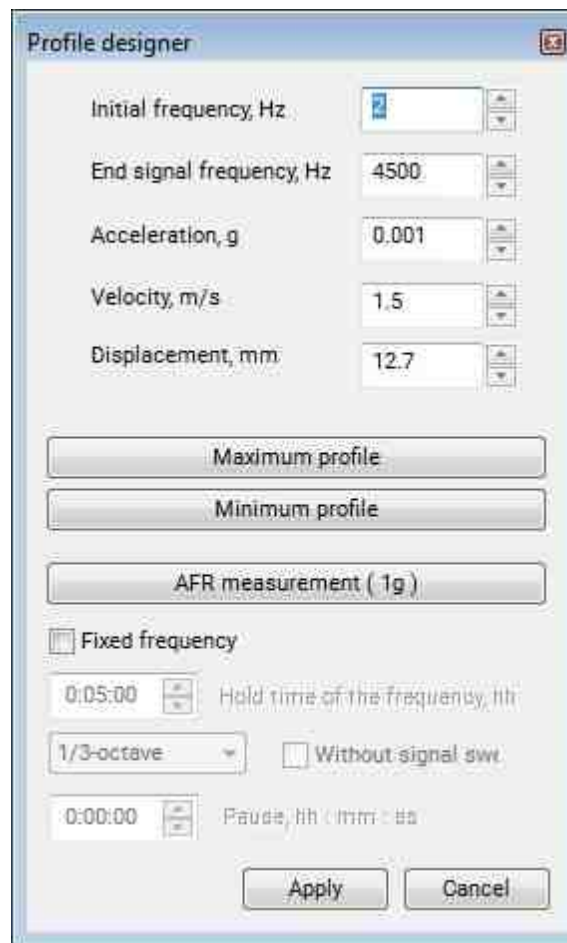 Profile designer
Initial frequency, Hz 2
End signal frequency, Hz 4500
Acceleration, g 0.001
Velocity, m/s 1.5
Displacement, mm 12.7
Maximum profile
Minimum profile
AFR measurement ( 1g )
Fixed frequency
0:05:00 Hold time of the frequency, hh
1/3-octave Without signal swe
0:00:00 Pause, hh : mm : ss
Apply Cancel